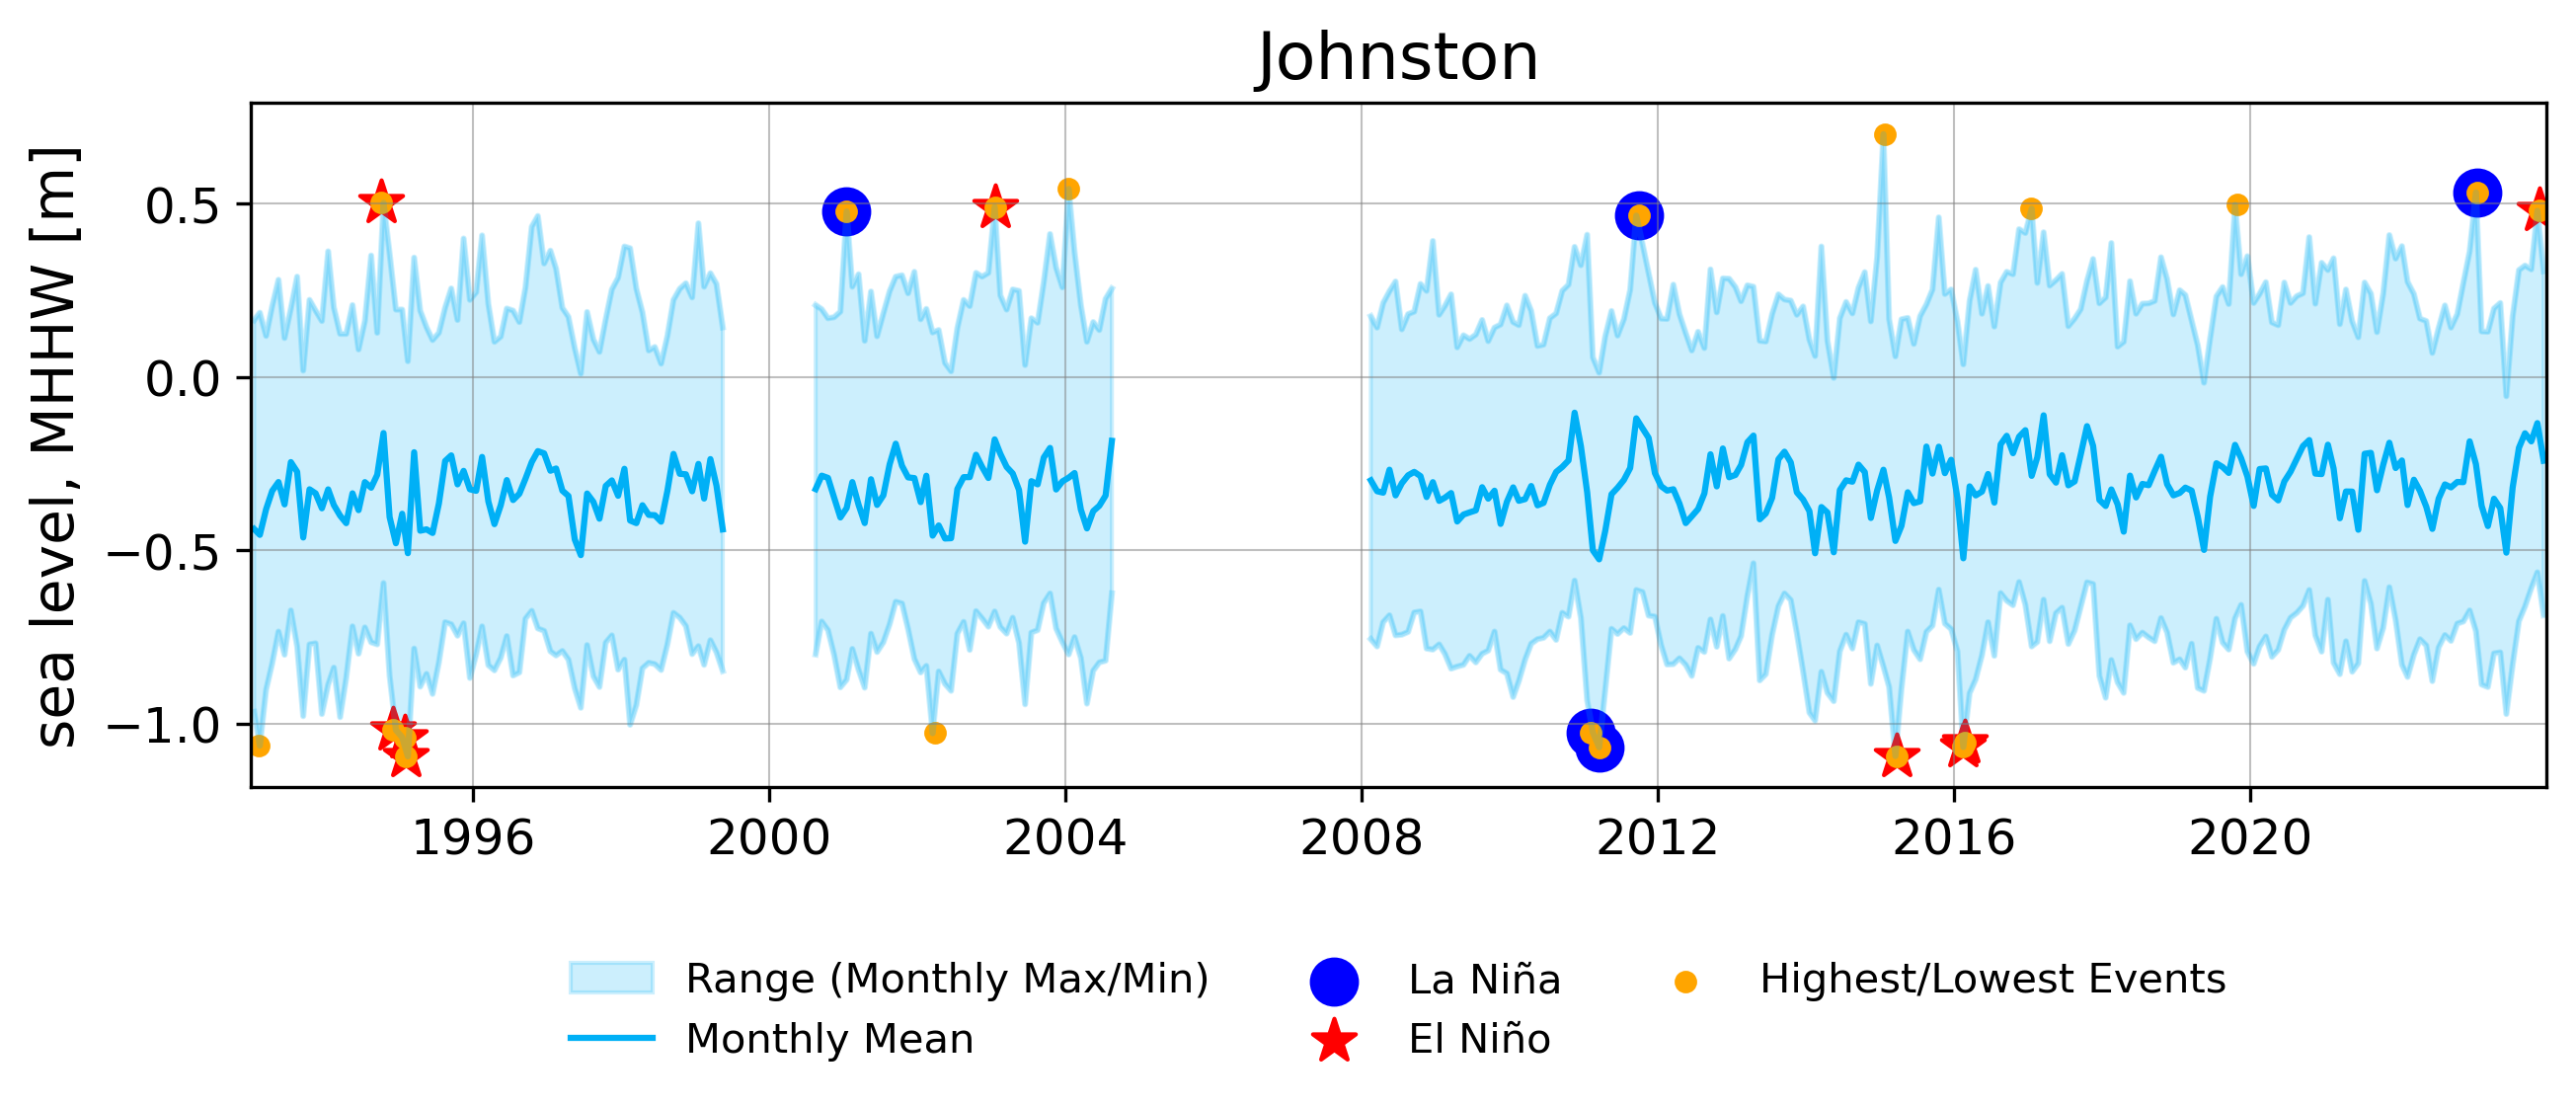 Johnston
sea level, MHHW [m]
0.5
0.0
−0.5
−1.0
1996 2000 2004 2008 2012 2016 2020
Range (Monthly Max/Min)
Monthly Mean
La Niña
El Niño
Highest/Lowest Events